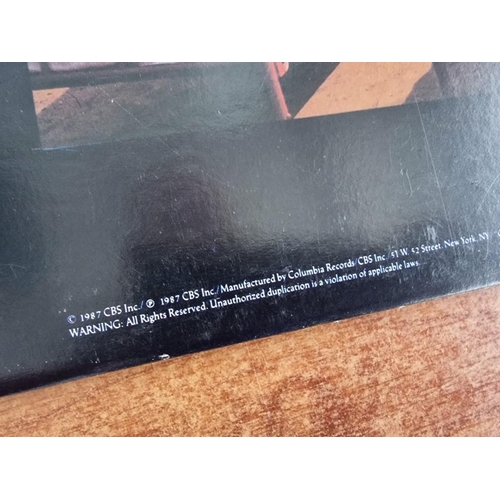 © 1987 CBS Inc./ ℗ 1987 CBS Inc./Manufactured by Columbia Records/CBS Inc./51 W. 52 Street, New York, NY
WARNING: All Rights Reserved. Unauthorized duplication is a violation of applicable laws.